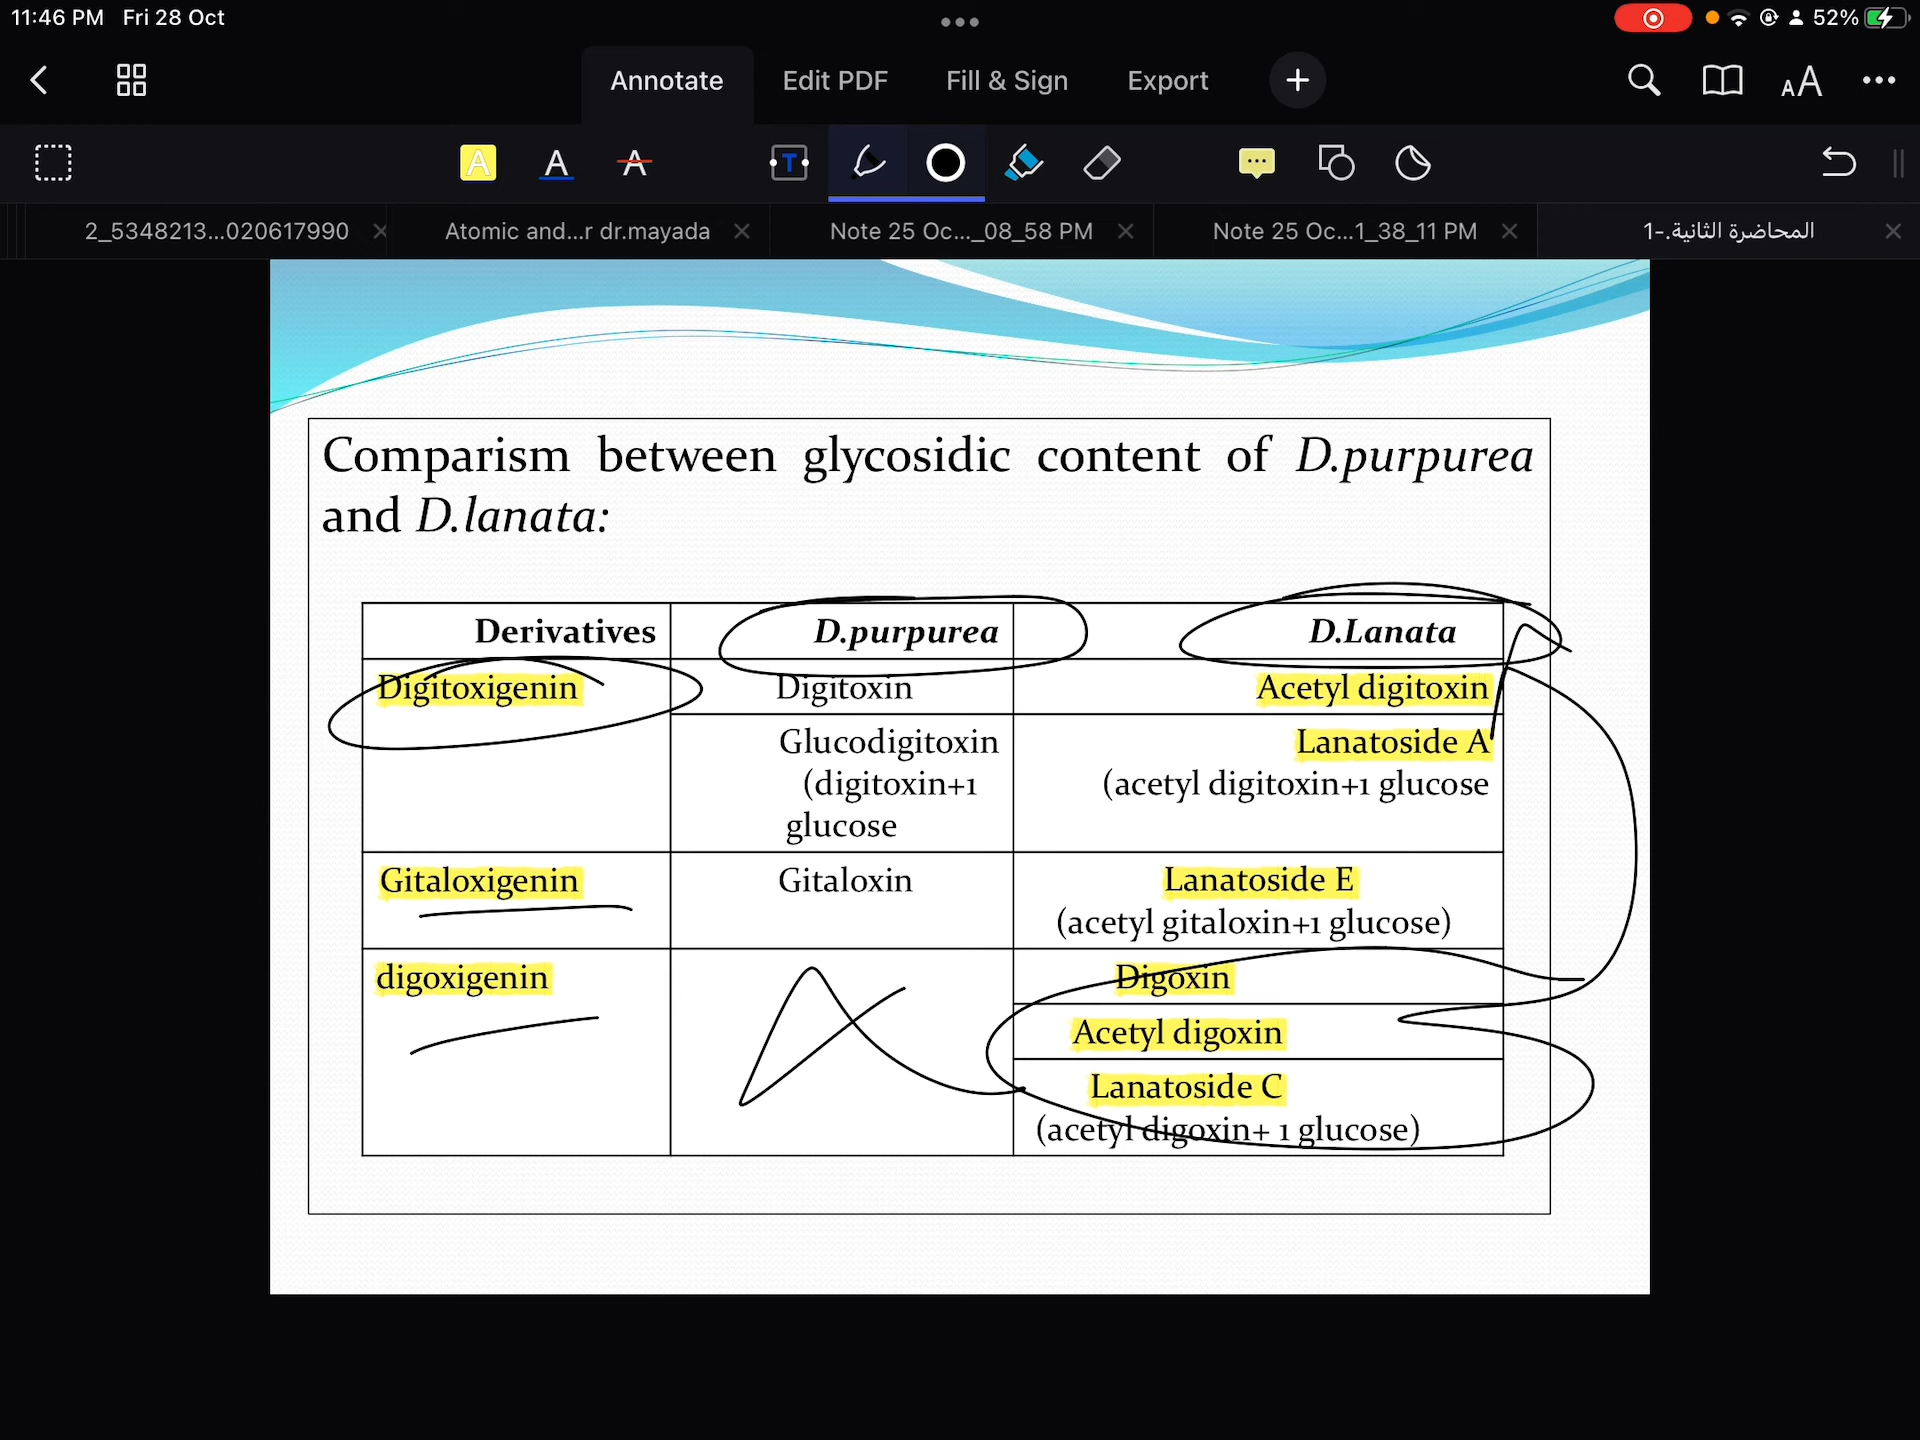 11:46 PM Fri 28 Oct
52%
Annotate Edit PDF Fill & Sign Export
AA
A A A T
2_5348213...020617990 Atomic and...r dr.mayada Note 25 Oc..._08_58 PM Note 25 Oc...1_38_11 PM المحاضرة الثانية.-1
Comparism between glycosidic content of D.purpurea
and D.lanata:
Derivatives D.purpurea D.Lanata
Digitoxigenin Digitoxin Acetyl digitoxin
Glucodigitoxin Lanatoside A
(digitoxin+1 (acetyl digitoxin+1 glucose
glucose
Gitaloxigenin Gitaloxin Lanatoside E
(acetyl gitaloxin+1 glucose)
digoxigenin Digoxin
Acetyl digoxin
Lanatoside C
(acetyl digoxin+ 1 glucose)